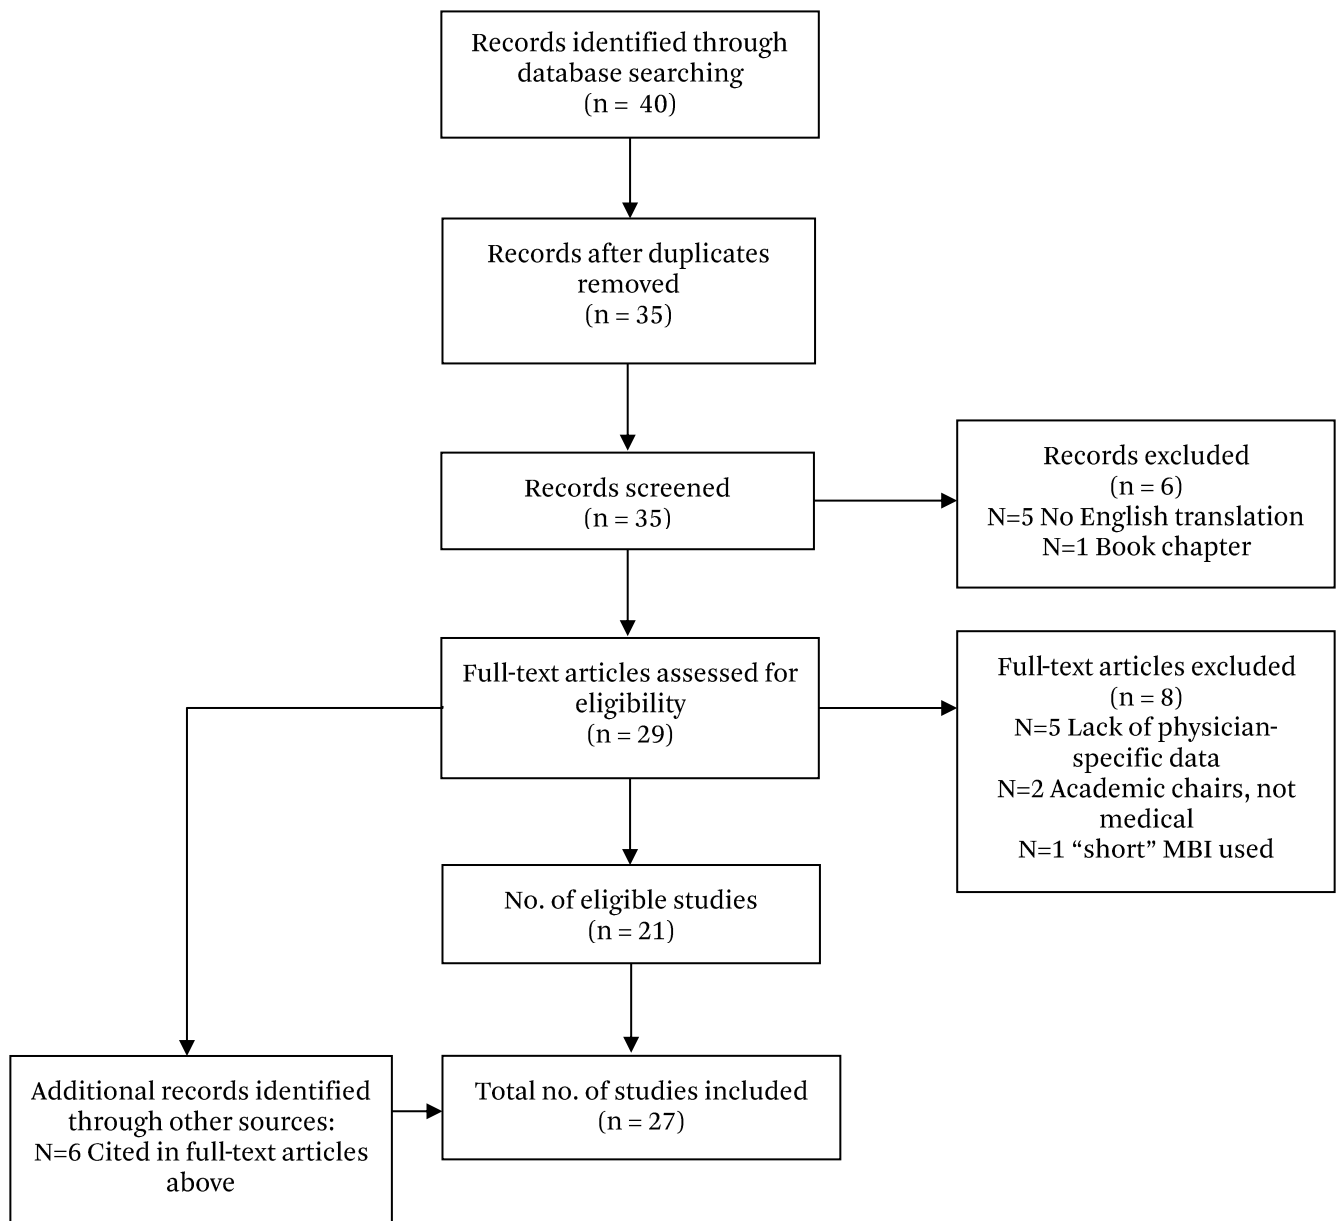 Records identified through
database searching
(n = 40)
Records after duplicates
removed
(n = 35)
Records screened
(n = 35)
Records excluded
(n = 6)
N=5 No English translation
N=1 Book chapter
Full-text articles assessed for
eligibility
(n = 29)
Full-text articles excluded
(n = 8)
N=5 Lack of physician-
specific data
N=2 Academic chairs, not
medical
N=1 “short” MBI used
No. of eligible studies
(n = 21)
Additional records identified
through other sources:
N=6 Cited in full-text articles
above
Total no. of studies included
(n = 27)